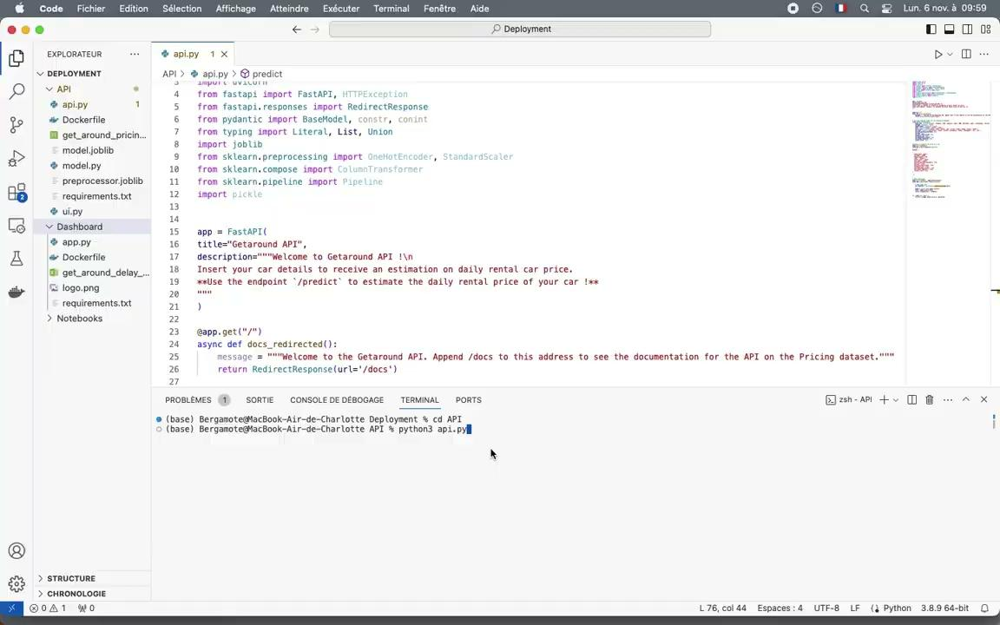 Code Fichier Edition Sélection Affichage Atteindre Exécuter Terminal Fenêtre Aide Lun. 6 nov. à 09:59
Deployment
EXPLORATEUR ···
DEPLOYMENT
API
api.py 1
Dockerfile
get_around_pricin...
model.joblib
model.py
preprocessor.joblib
requirements.txt
ui.py
Dashboard
app.py
Dockerfile
get_around_delay_...
logo.png
requirements.txt
Notebooks
STRUCTURE
CHRONOLOGIE
2
api.py 1
API > api.py > predict
3 import uvicorn
4 from fastapi import FastAPI, HTTPException
5 from fastapi.responses import RedirectResponse
6 from pydantic import BaseModel, constr, conint
7 from typing import Literal, List, Union
8 import joblib
9 from sklearn.preprocessing import OneHotEncoder, StandardScaler
10 from sklearn.compose import ColumnTransformer
11 from sklearn.pipeline import Pipeline
12 import pickle
13
14
15 app = FastAPI(
16 title="Getaround API",
17 description="""Welcome to Getaround API !\n
18 Insert your car details to receive an estimation on daily rental car price.
19 **Use the endpoint `/predict` to estimate the daily rental price of your car !**
20 """
21 )
22
23 @app.get("/")
24 async def docs_redirected():
25 message = """Welcome to the Getaround API. Append /docs to this address to see the documentation for the API on the Pricing dataset."""
26 return RedirectResponse(url='/docs')
27
PROBLÈMES 1 SORTIE CONSOLE DE DÉBOGAGE TERMINAL PORTS zsh - API
(base) Bergamote@MacBook-Air-de-Charlotte Deployment % cd API
(base) Bergamote@MacBook-Air-de-Charlotte API % python3 api.py
0 1 0 L 76, col 44 Espaces : 4 UTF-8 LF Python 3.8.9 64-bit